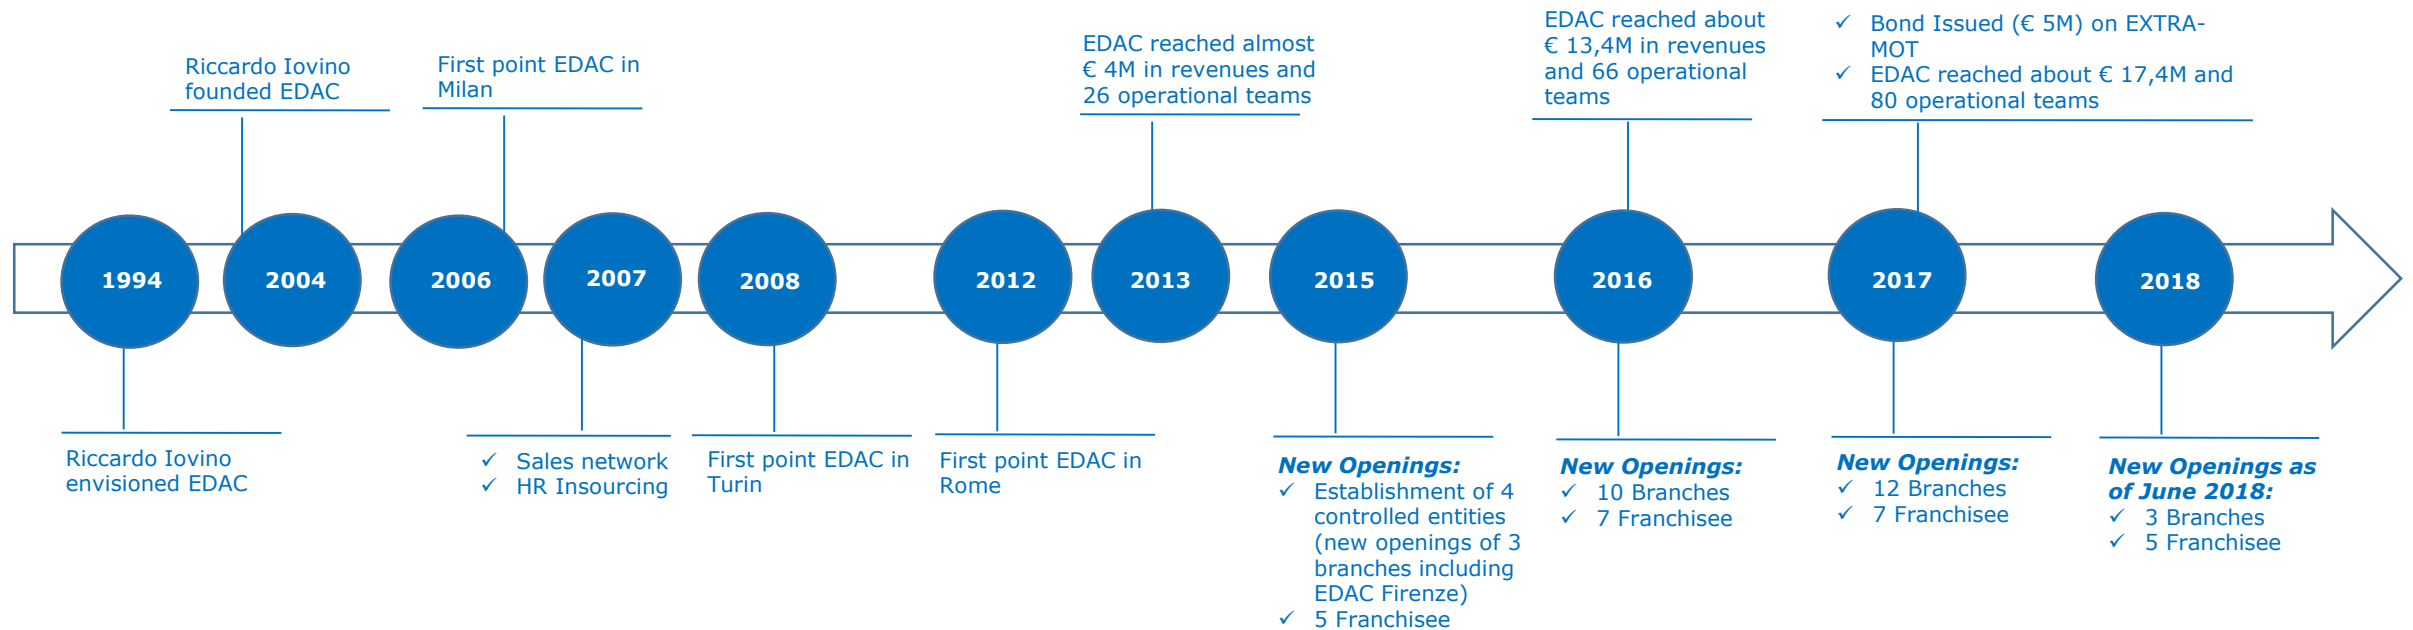 Riccardo Iovino
founded EDAC
First point EDAC in
Milan
EDAC reached almost
€ 4M in revenues and
26 operational teams
EDAC reached about
€ 13,4M in revenues
and 66 operational
teams
✓ Bond Issued (€ 5M) on EXTRA-
MOT
✓ EDAC reached about € 17,4M and
80 operational teams
1994
2004
2006
2007
2008
2012
2013
2015
2016
2017
2018
Riccardo Iovino
envisioned EDAC
✓ Sales network
✓ HR Insourcing
First point EDAC in
Turin
First point EDAC in
Rome
New Openings:
✓ Establishment of 4
controlled entities
(new openings of 3
branches including
EDAC Firenze)
✓ 5 Franchisee
New Openings:
✓ 10 Branches
✓ 7 Franchisee
New Openings:
✓ 12 Branches
✓ 7 Franchisee
New Openings as
of June 2018:
✓ 3 Branches
✓ 5 Franchisee